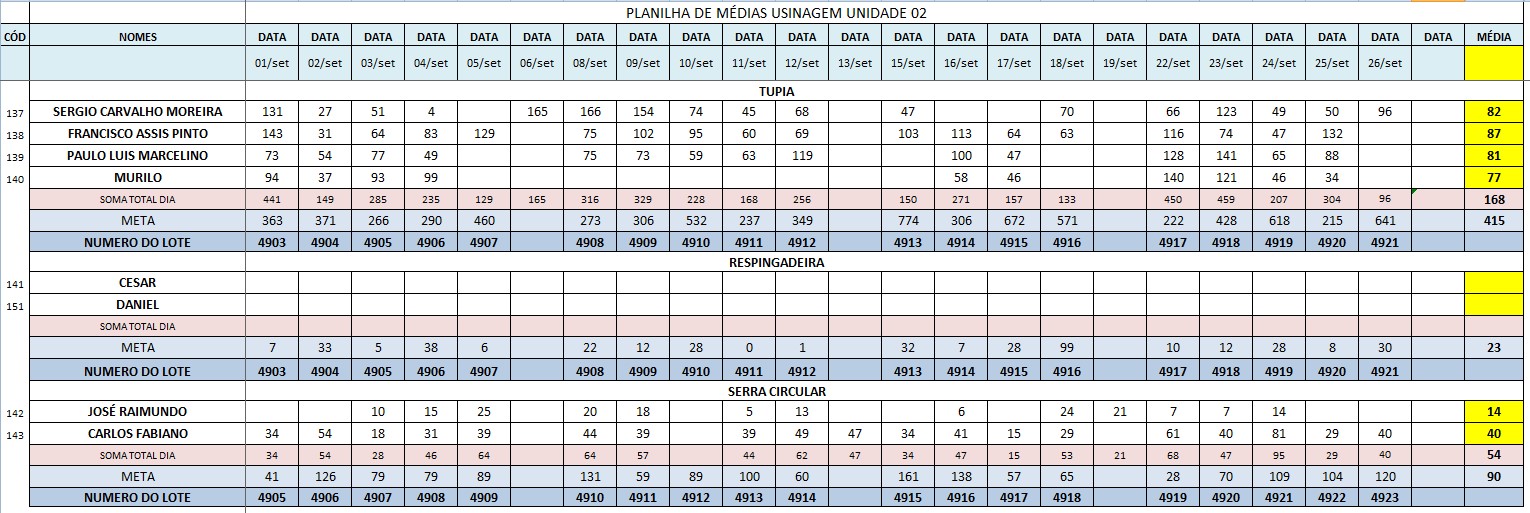 PLANILHA DE MÉDIAS USINAGEM UNIDADE 02
CÓD NOMES DATA DATA DATA DATA DATA DATA DATA DATA DATA DATA DATA DATA DATA DATA DATA DATA DATA DATA DATA DATA DATA DATA DATA MÉDIA
01/set 02/set 03/set 04/set 05/set 06/set 08/set 09/set 10/set 11/set 12/set 13/set 15/set 16/set 17/set 18/set 19/set 22/set 23/set 24/set 25/set 26/set
TUPIA
137 SERGIO CARVALHO MOREIRA 131 27 51 4 165 166 154 74 45 68 47 70 66 123 49 50 96 82
138 FRANCISCO ASSIS PINTO 143 31 64 83 129 75 102 95 60 69 103 113 64 63 116 74 47 132 87
139 PAULO LUIS MARCELINO 73 54 77 49 75 73 59 63 119 100 47 128 141 65 88 81
140 MURILO 94 37 93 99 58 46 140 121 46 34 77
SOMA TOTAL DIA 441 149 285 235 129 165 316 329 228 168 256 150 271 157 133 450 459 207 304 96 168
META 363 371 266 290 460 273 306 532 237 349 774 306 672 571 222 428 618 215 641 415
NUMERO DO LOTE 4903 4904 4905 4906 4907 4908 4909 4910 4911 4912 4913 4914 4915 4916 4917 4918 4919 4920 4921
RESPINGADEIRA
141 CESAR
151 DANIEL
SOMA TOTAL DIA
META 7 33 5 38 6 22 12 28 0 1 32 7 28 99 10 12 28 8 30 23
NUMERO DO LOTE 4903 4904 4905 4906 4907 4908 4909 4910 4911 4912 4913 4914 4915 4916 4917 4918 4919 4920 4921
SERRA CIRCULAR
142 JOSÉ RAIMUNDO 10 15 25 20 18 5 13 6 24 21 7 7 14 14
143 CARLOS FABIANO 34 54 18 31 39 44 39 39 49 47 34 41 15 29 61 40 81 29 40 40
SOMA TOTAL DIA 34 54 28 46 64 64 57 44 62 47 34 47 15 53 21 68 47 95 29 40 54
META 41 126 79 79 89 131 59 89 100 60 161 138 57 65 28 70 109 104 120 90
NUMERO DO LOTE 4905 4906 4907 4908 4909 4910 4911 4912 4913 4914 4915 4916 4917 4918 4919 4920 4921 4922 4923